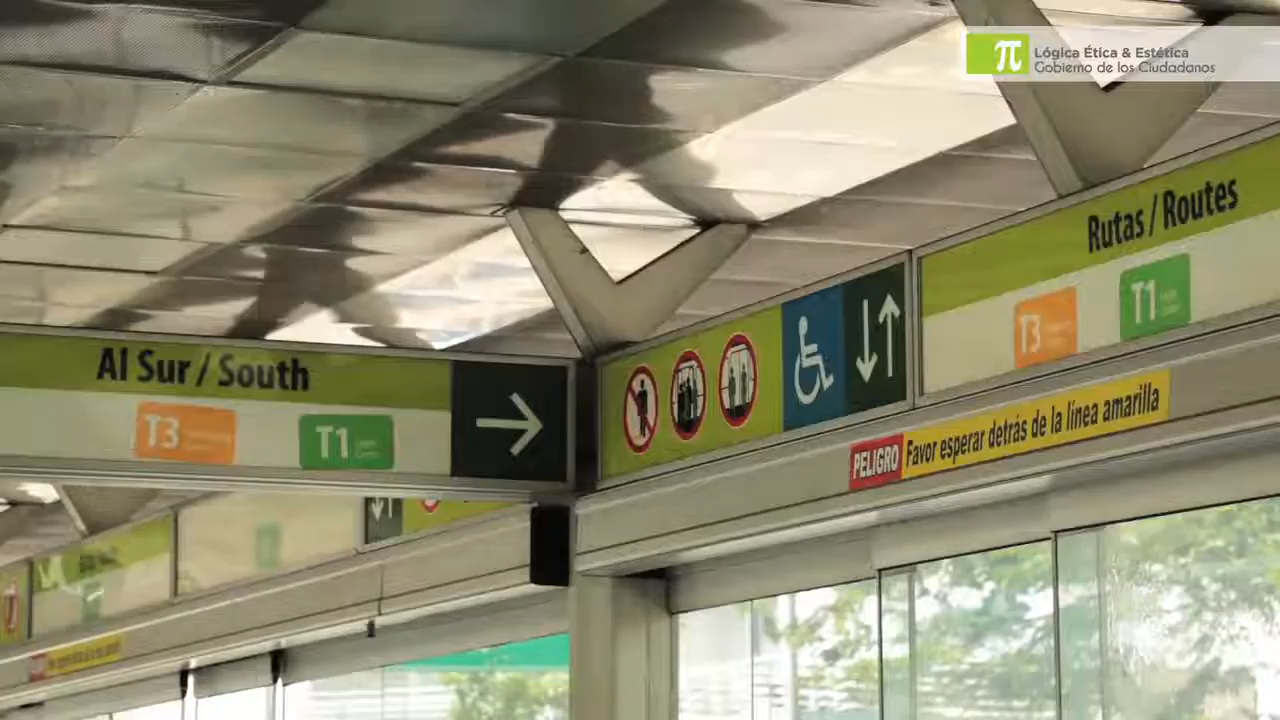 π Lógica Ética & Estética
Gobierno de los Ciudadanos
Rutas / Routes
T3
T1
Al Sur / South
T3
T1
PELIGRO Favor esperar detrás de la línea amarilla